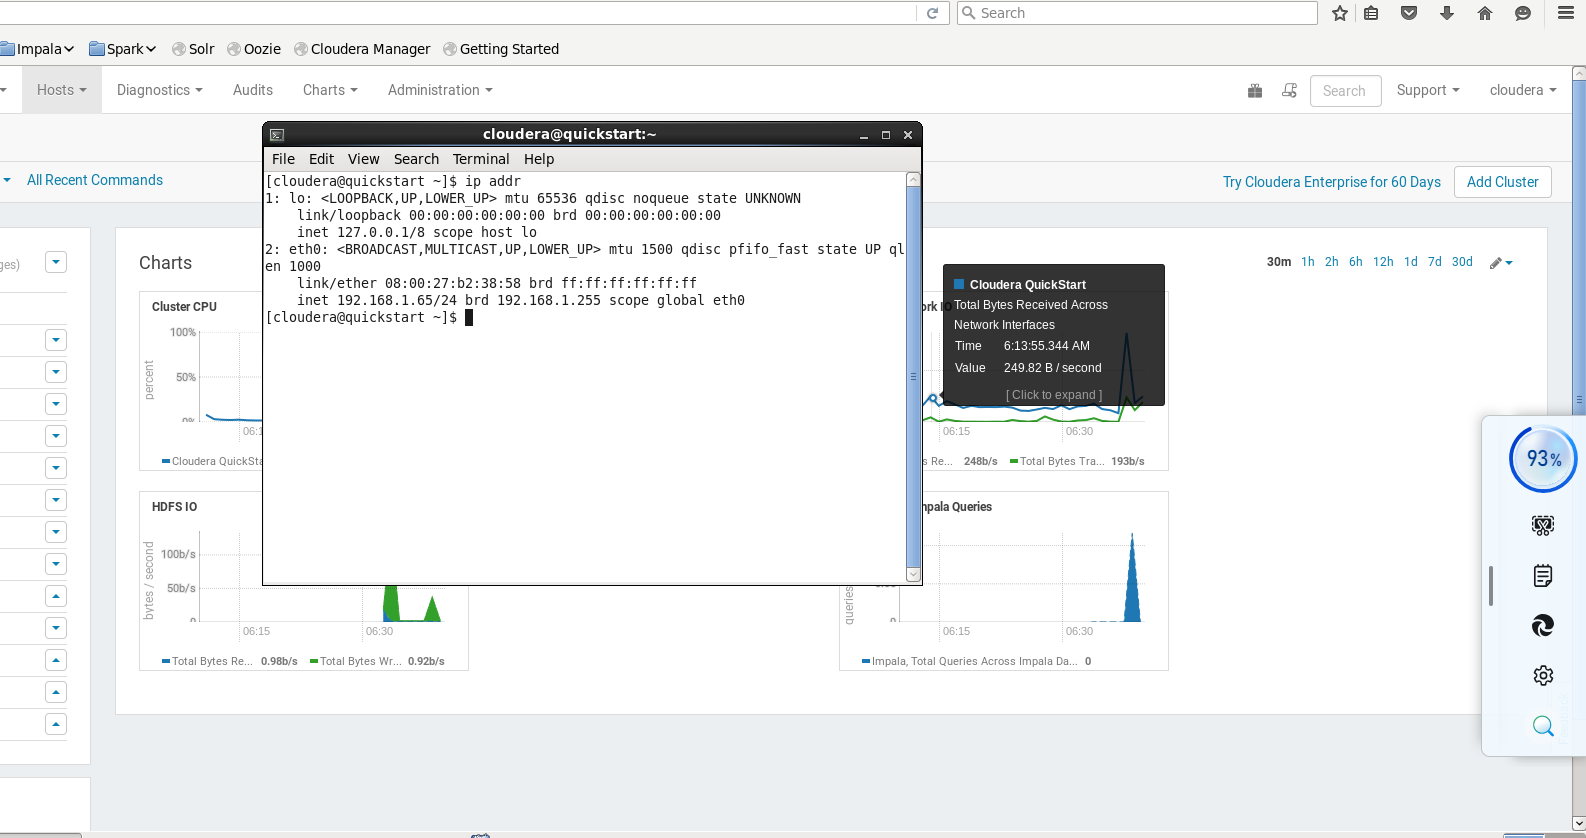 Search
Impala
Spark
Solr
Oozie
Cloudera Manager
Getting Started
Hosts
Diagnostics
Audits
Charts
Administration
Search
Support
cloudera
cloudera@quickstart:~
File Edit View Search Terminal Help
[cloudera@quickstart ~]$ ip addr
1: lo: <LOOPBACK,UP,LOWER_UP> mtu 65536 qdisc noqueue state UNKNOWN
link/loopback 00:00:00:00:00:00 brd 00:00:00:00:00:00
inet 127.0.0.1/8 scope host lo
2: eth0: <BROADCAST,MULTICAST,UP,LOWER_UP> mtu 1500 qdisc pfifo_fast state UP ql
en 1000
link/ether 08:00:27:b2:38:58 brd ff:ff:ff:ff:ff:ff
inet 192.168.1.65/24 brd 192.168.1.255 scope global eth0
[cloudera@quickstart ~]$
All Recent Commands
Try Cloudera Enterprise for 60 Days
Add Cluster
ges)
Charts
30m 1h 2h 6h 12h 1d 7d 30d
Cluster CPU
percent
100%
50%
0%
06:1
Cloudera QuickSta
rk IO
Cloudera QuickStart
Total Bytes Received Across
Network Interfaces
Time 6:13:55.344 AM
Value 249.82 B / second
[ Click to expand ]
06:15 06:30
s Re... 248b/s Total Bytes Tra... 193b/s
HDFS IO
bytes / second
100b/s
50b/s
0
06:15 06:30
Total Bytes Re... 0.98b/s Total Bytes Wr... 0.92b/s
pala Queries
queries
0
06:15 06:30
Impala, Total Queries Across Impala Da... 0
93%